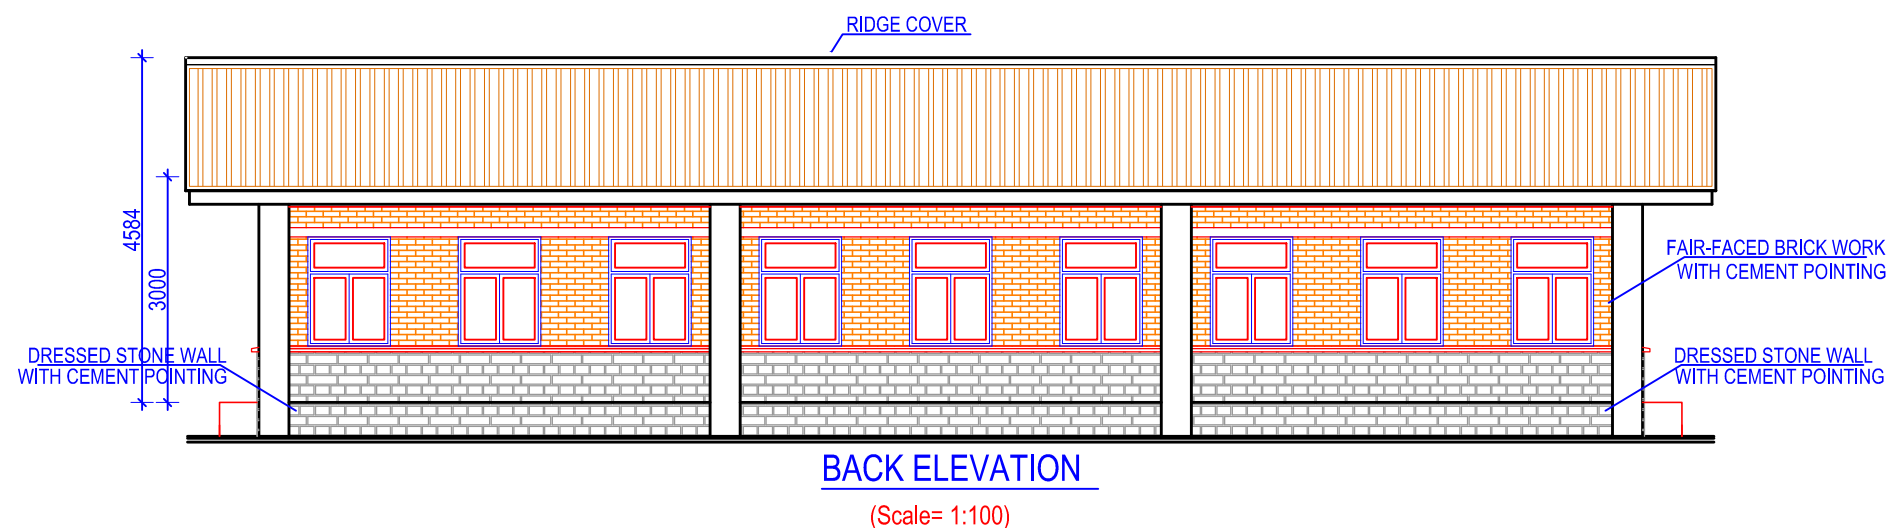 RIDGE COVER
4584
3000
FAIR-FACED BRICK WORK
WITH CEMENT POINTING
DRESSED STONE WALL
WITH CEMENT POINTING
DRESSED STONE WALL
WITH CEMENT POINTING
BACK ELEVATION
(Scale= 1:100)